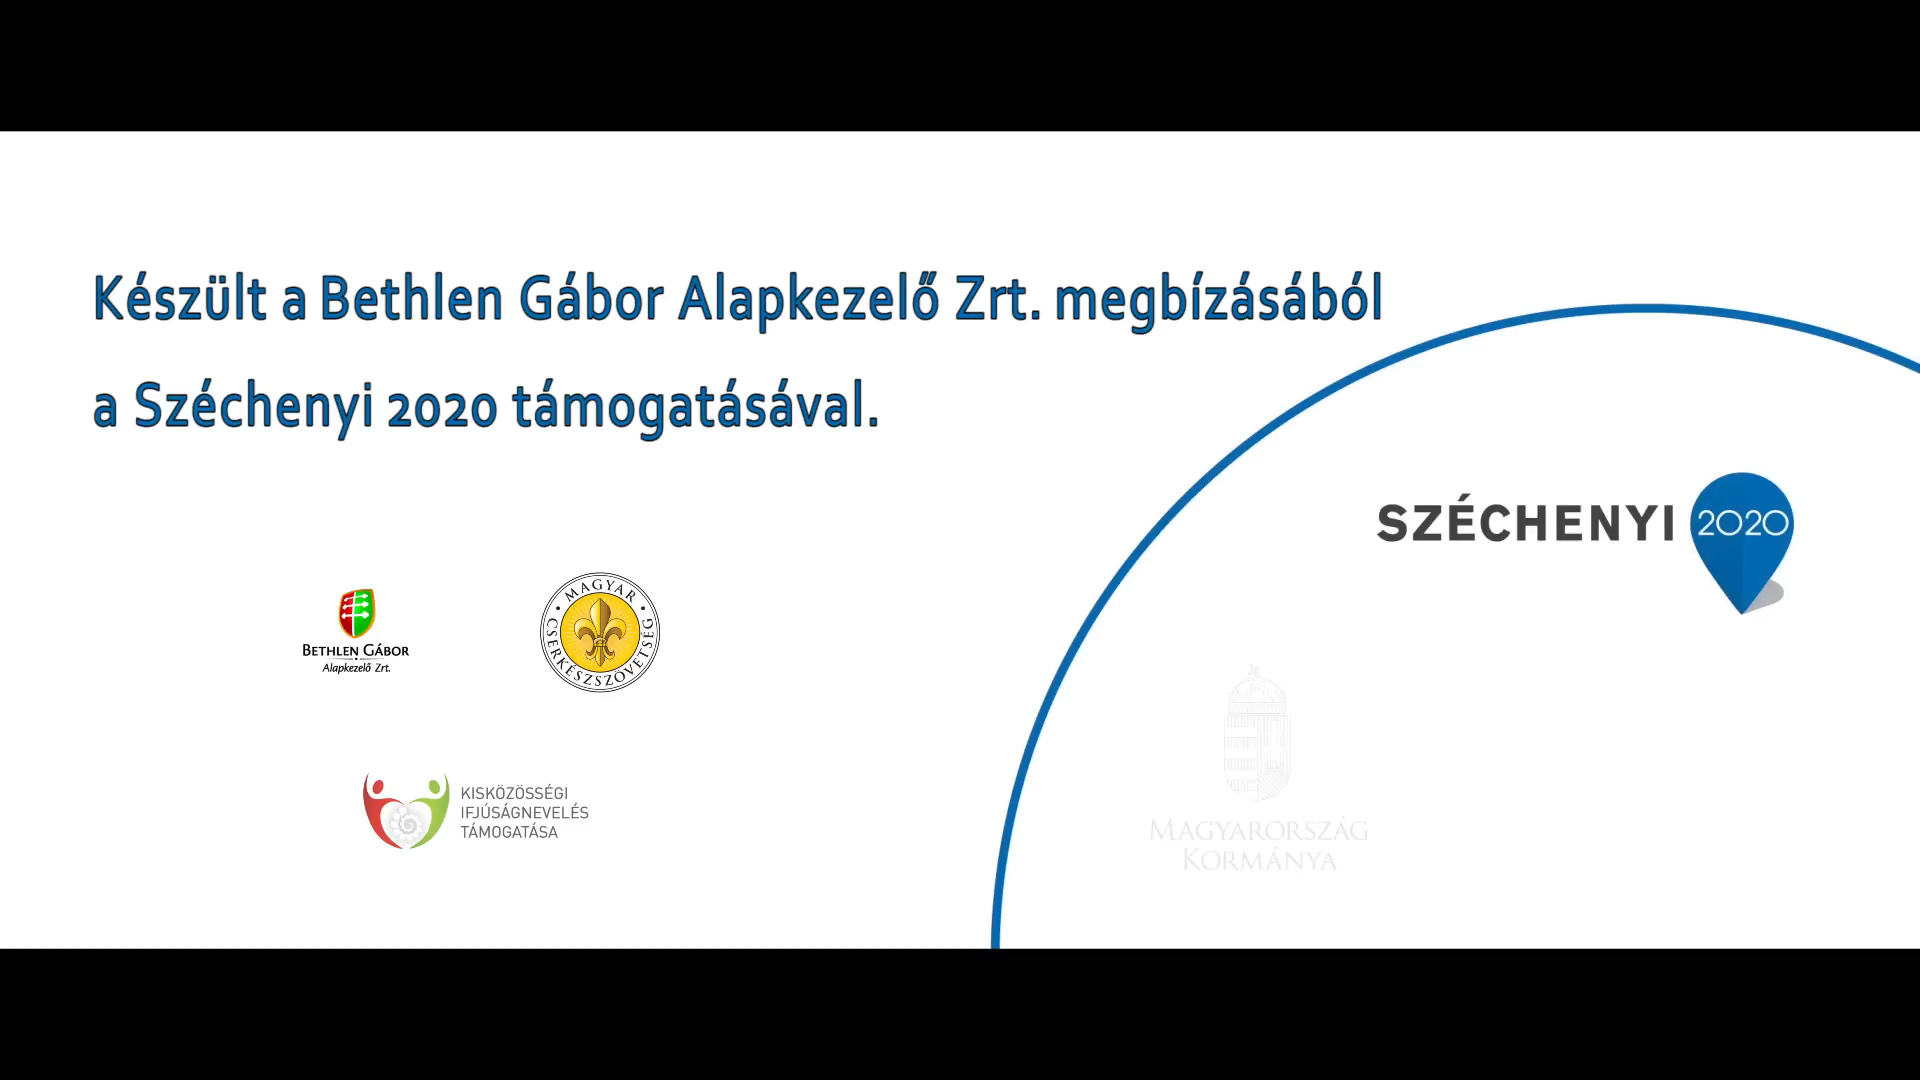 Készült a Bethlen Gábor Alapkezelő Zrt. megbízásából
a Széchenyi 2020 támogatásával.
SZÉCHENYI 2020
BETHLEN GÁBOR
Alapkezelő Zrt.
MAGYAR
CSERKÉSZSZÖVETSÉG
KISKÖZÖSSÉGI
IFJÚSÁGNEVELÉS
TÁMOGATÁSA
MAGYARORSZÁG
KORMÁNYA